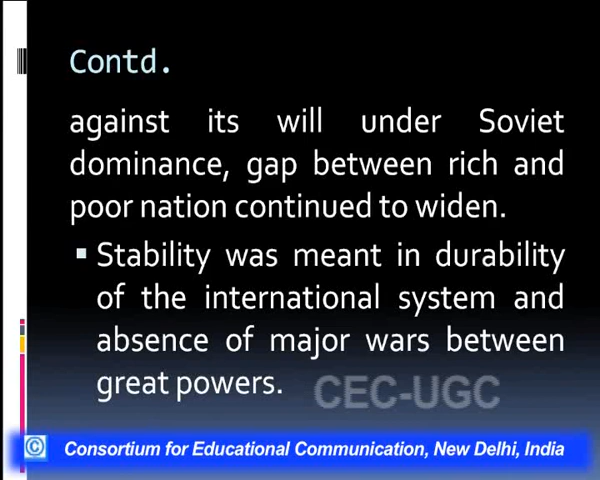 Contd.
against its will under Soviet
dominance, gap between rich and
poor nation continued to widen.
Stability was meant in durability
of the international system and
absence of major wars between
great powers.
CEC-UGC
© Consortium for Educational Communication, New Delhi, India